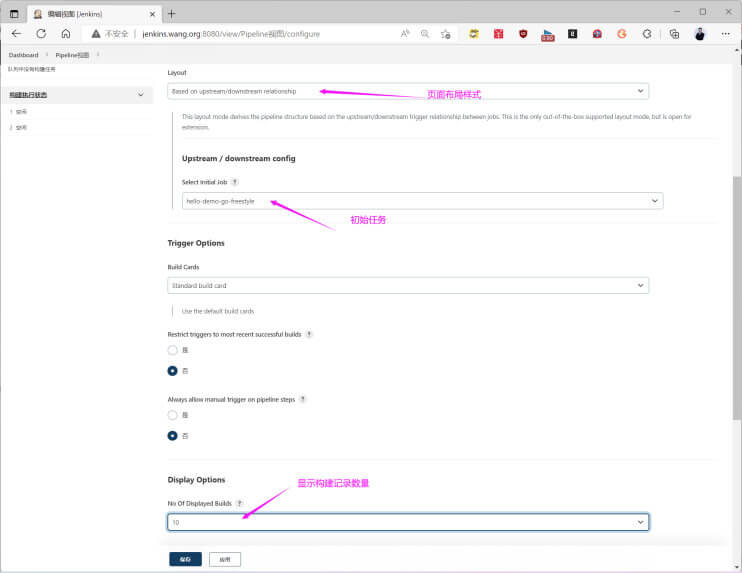 编辑视图 [Jenkins]
不安全
jenkins.wang.org:8080/view/Pipeline视图/configure
Dashboard
Pipeline视图
队列中没有构建任务
构建执行状态
1 空闲
2 空闲
Layout
Based on upstream/downstream relationship
页面布局样式
This layout mode derives the pipeline structure based on the upstream/downstream trigger relationship between jobs. This is the only out-of-the-box supported layout mode, but is open for
extension.
Upstream / downstream config
Select Initial Job ?
hello-demo-go-freestyle
初始任务
Trigger Options
Build Cards
Standard build card
Use the default build cards
Restrict triggers to most recent successful builds ?
是
否
Always allow manual trigger on pipeline steps ?
是
否
Display Options
显示构建记录数量
No Of Displayed Builds ?
10
保存
应用